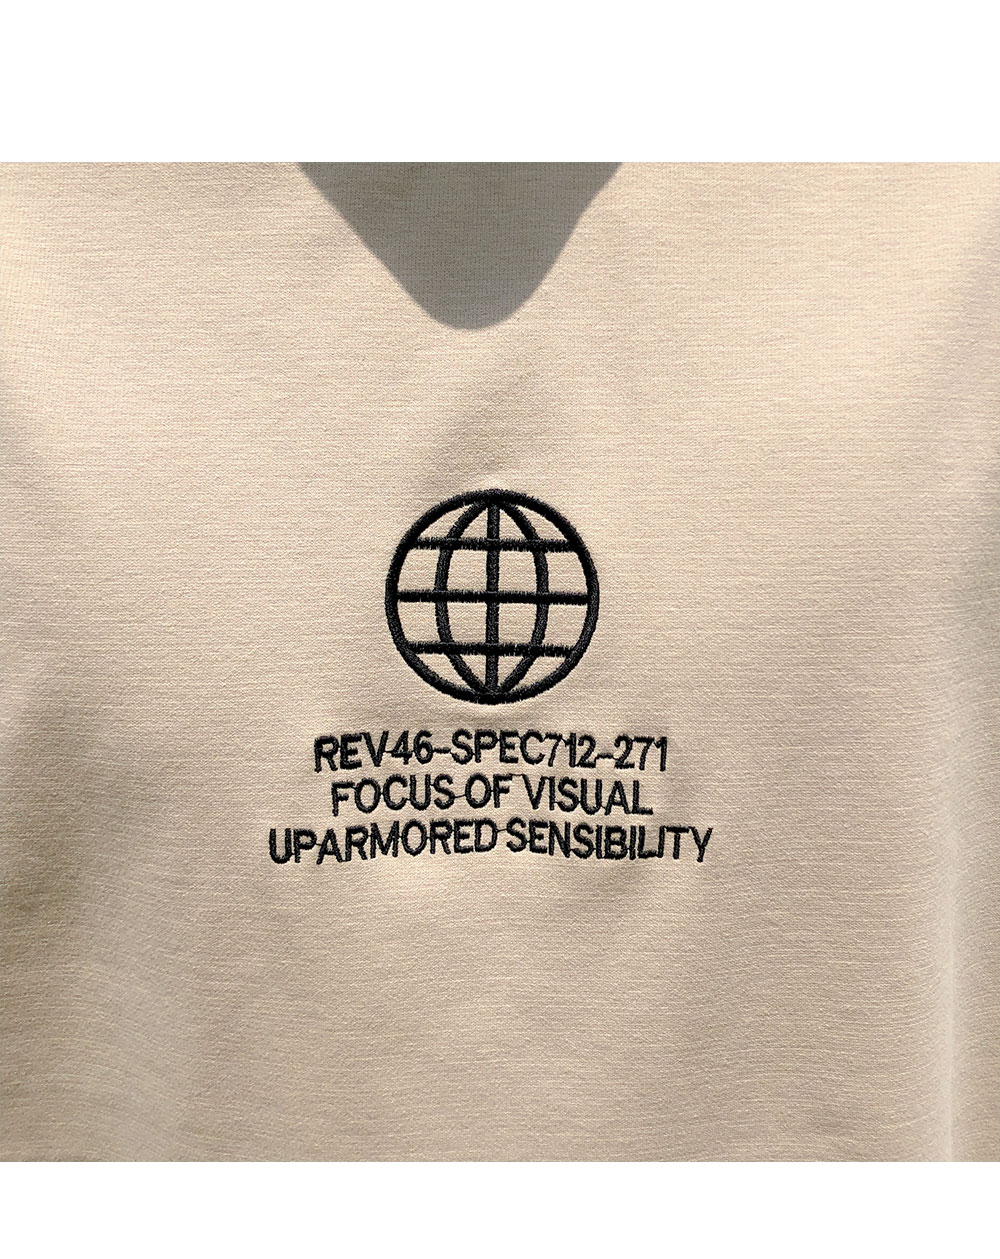 REV46-SPEC712-271
FOCUS OF VISUAL
UPARMORED SENSIBILITY